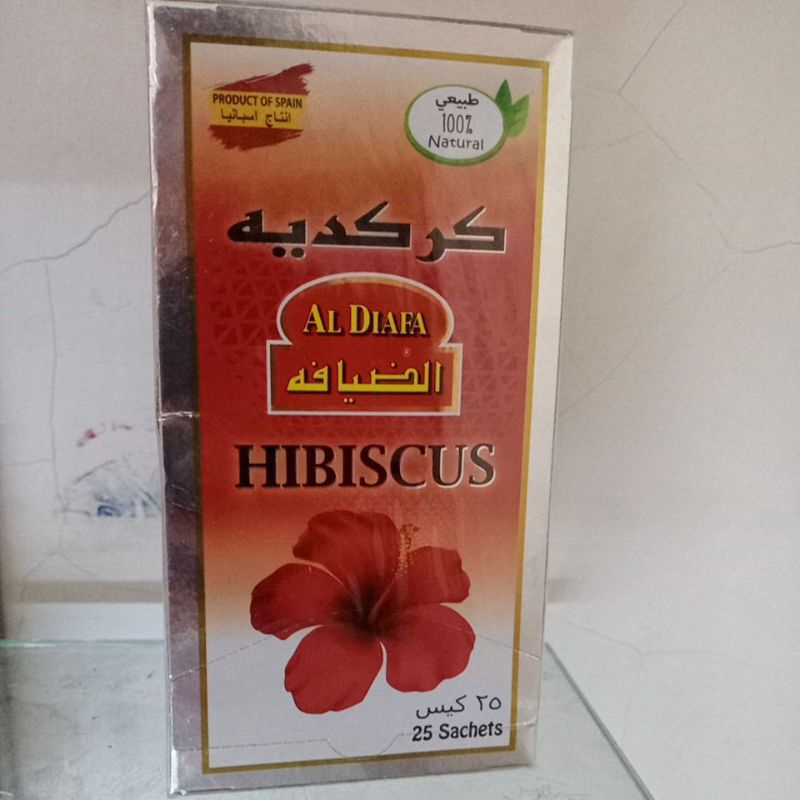 PRODUCT OF SPAIN
انتاج اسبانيا
طبيعي
100%
Natural
كركديه
AL DIAFA
®
الضيافه
HIBISCUS
٢٥ كيس
25 Sachets